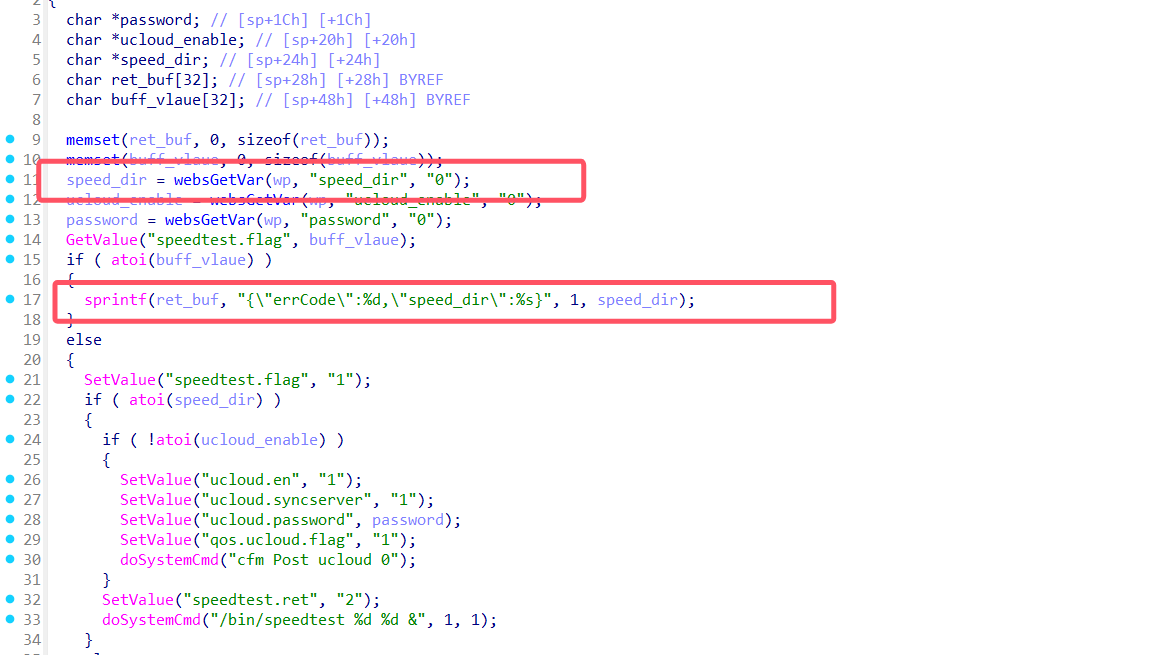 2 {
3 char *password; // [sp+1Ch] [+1Ch]
4 char *ucloud_enable; // [sp+20h] [+20h]
5 char *speed_dir; // [sp+24h] [+24h]
6 char ret_buf[32]; // [sp+28h] [+28h] BYREF
7 char buff_vlaue[32]; // [sp+48h] [+48h] BYREF
8
9 memset(ret_buf, 0, sizeof(ret_buf));
10 memset(buff_vlaue, 0, sizeof(buff_vlaue));
11 speed_dir = websGetVar(wp, "speed_dir", "0");
12 ucloud_enable = websGetVar(wp, "ucloud_enable", "0");
13 password = websGetVar(wp, "password", "0");
14 GetValue("speedtest.flag", buff_vlaue);
15 if ( atoi(buff_vlaue) )
16 {
17 sprintf(ret_buf, "{\"errCode\":%d,\"speed_dir\":%s}", 1, speed_dir);
18 }
19 else
20 {
21 SetValue("speedtest.flag", "1");
22 if ( atoi(speed_dir) )
23 {
24 if ( !atoi(ucloud_enable) )
25 {
26 SetValue("ucloud.en", "1");
27 SetValue("ucloud.syncserver", "1");
28 SetValue("ucloud.password", password);
29 SetValue("qos.ucloud.flag", "1");
30 doSystemCmd("cfm Post ucloud 0");
31 }
32 SetValue("speedtest.ret", "2");
33 doSystemCmd("/bin/speedtest %d %d &", 1, 1);
34 }